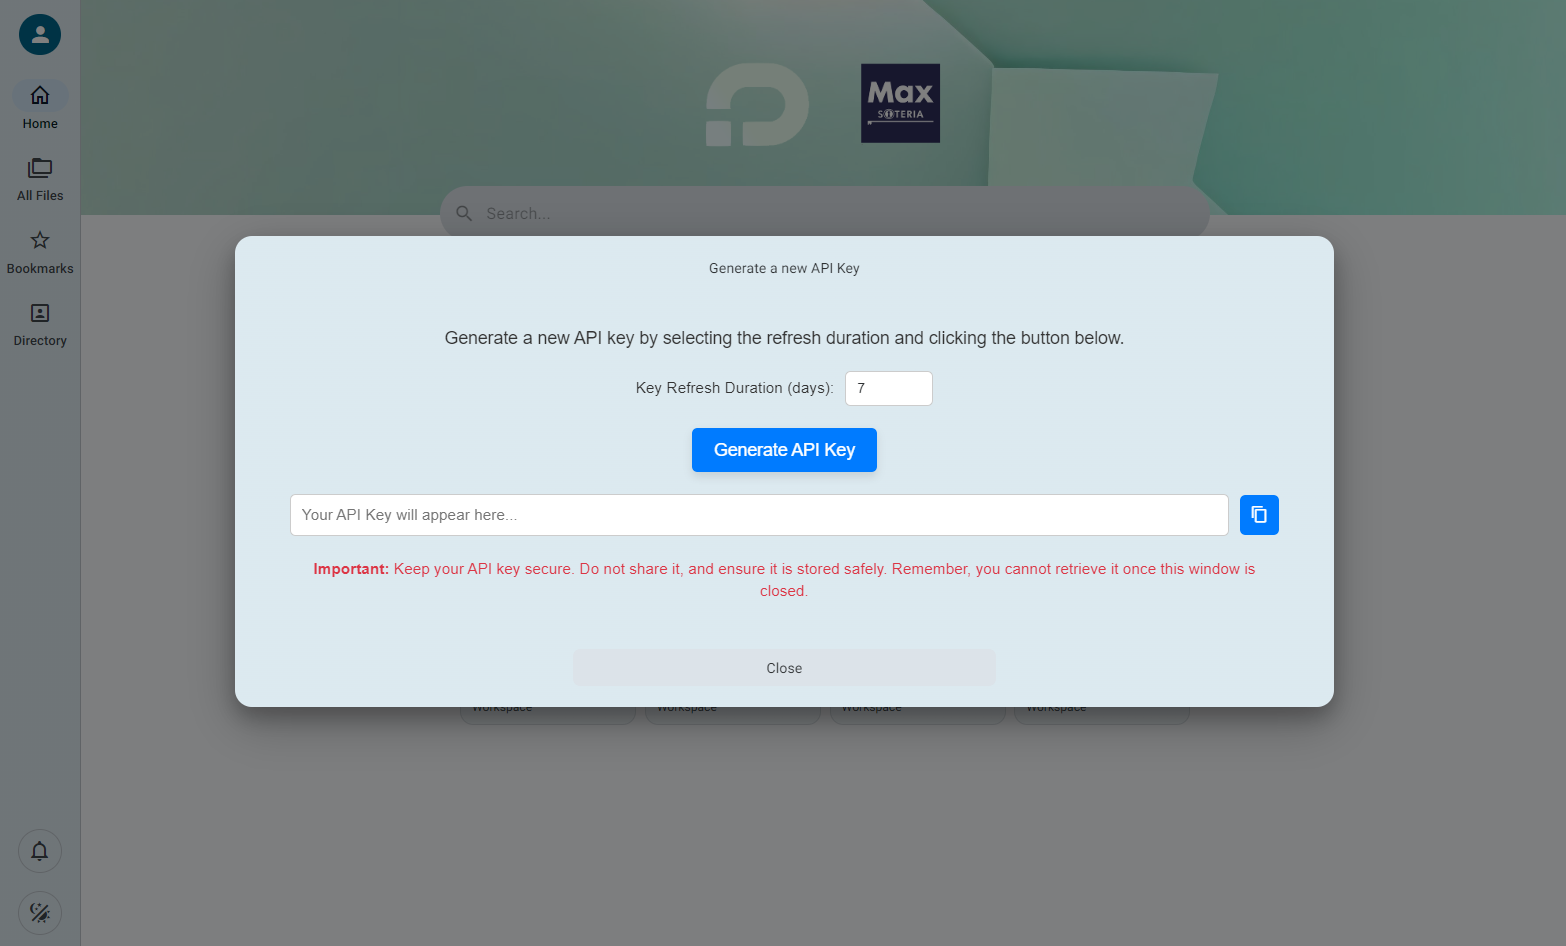 Home
All Files
Bookmarks
Directory
Max
SOTERIA
Search...
Generate a new API Key
Generate a new API key by selecting the refresh duration and clicking the button below.
Key Refresh Duration (days): 7
Generate API Key
Your API Key will appear here...
Important: Keep your API key secure. Do not share it, and ensure it is stored safely. Remember, you cannot retrieve it once this window is
closed.
Close
Workspace Workspace Workspace Workspace